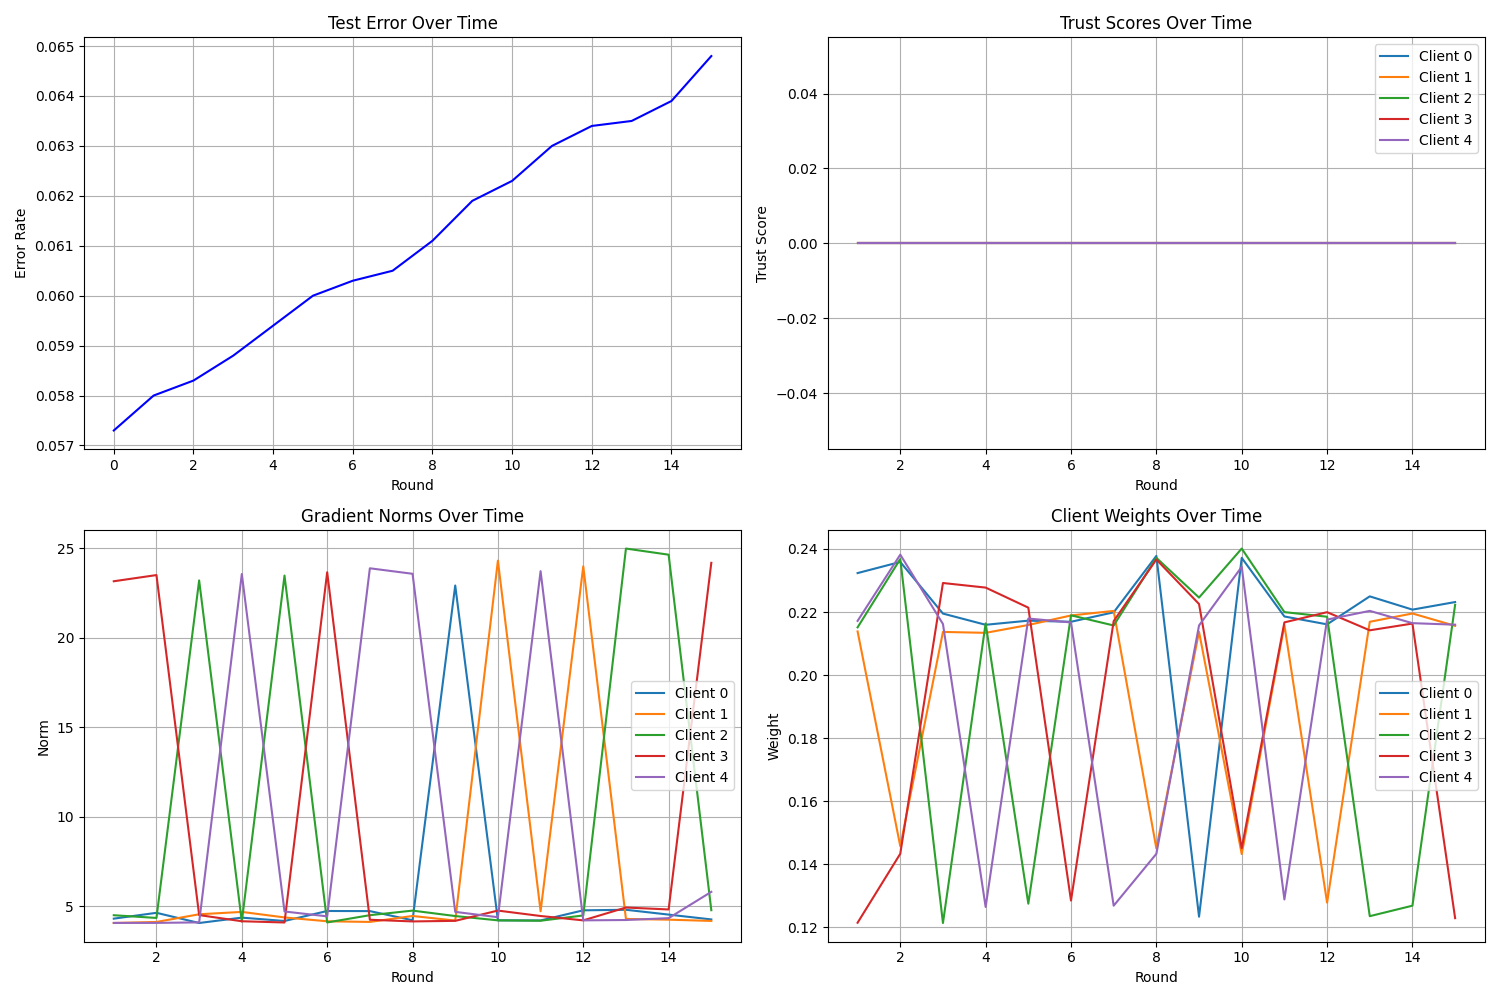 Test Error Over Time
Error Rate
0.065
0.064
0.063
0.062
0.061
0.060
0.059
0.058
0.057
0 2 4 6 8 10 12 14
Round
Trust Scores Over Time
Trust Score
0.04
0.02
0.00
−0.02
−0.04
Client 0
Client 1
Client 2
Client 3
Client 4
2 4 6 8 10 12 14
Round
Gradient Norms Over Time
Norm
25
20
15
10
5
Client 0
Client 1
Client 2
Client 3
Client 4
2 4 6 8 10 12 14
Round
Client Weights Over Time
Weight
0.24
0.22
0.20
0.18
0.16
0.14
0.12
Client 0
Client 1
Client 2
Client 3
Client 4
2 4 6 8 10 12 14
Round